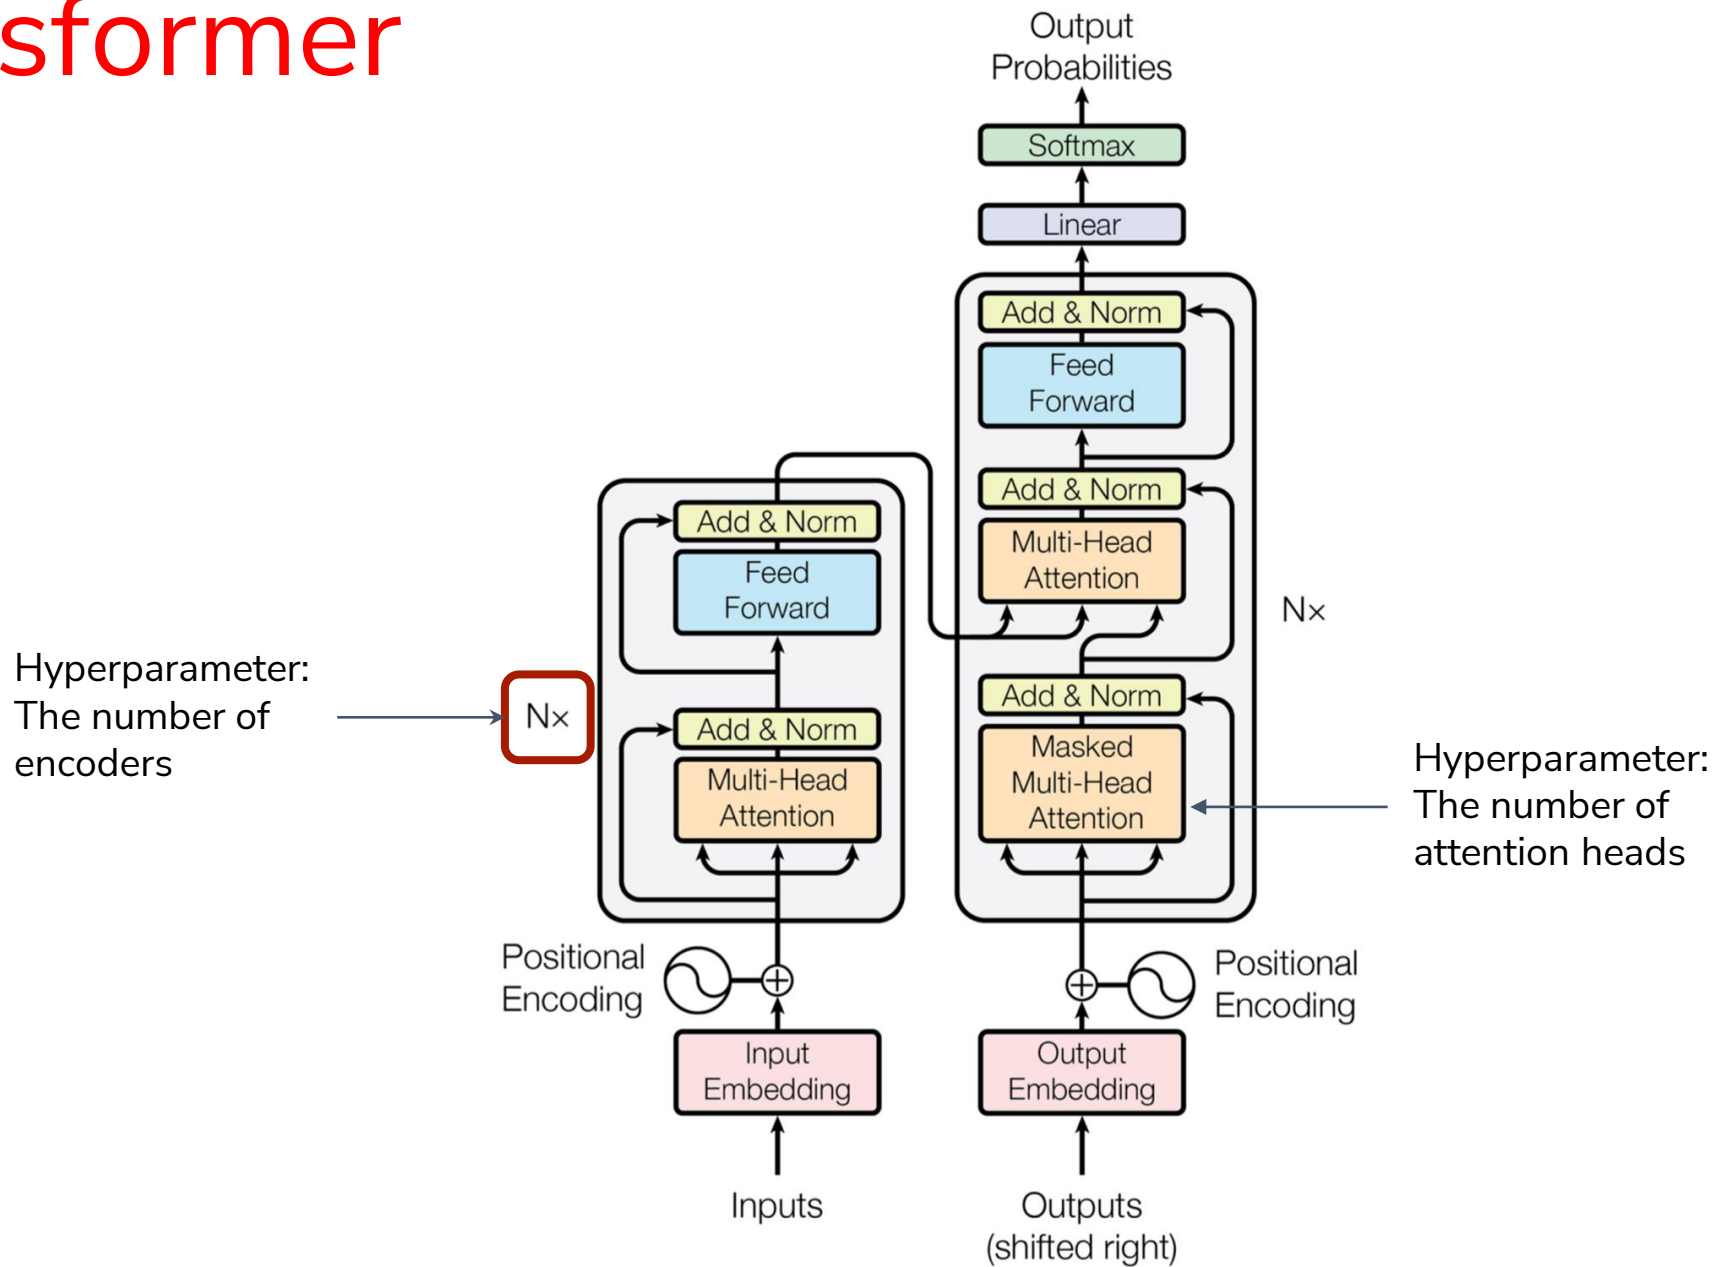 sformer
Output
Probabilities
Softmax
Linear
Add & Norm
Feed
Forward
Add & Norm
Multi-Head
Attention
Nx
Add & Norm
Masked
Multi-Head
Attention
Hyperparameter:
The number of
attention heads
Positional
Encoding
Output
Embedding
Outputs
(shifted right)
Add & Norm
Feed
Forward
Hyperparameter:
The number of
encoders
Nx
Add & Norm
Multi-Head
Attention
Positional
Encoding
Input
Embedding
Inputs